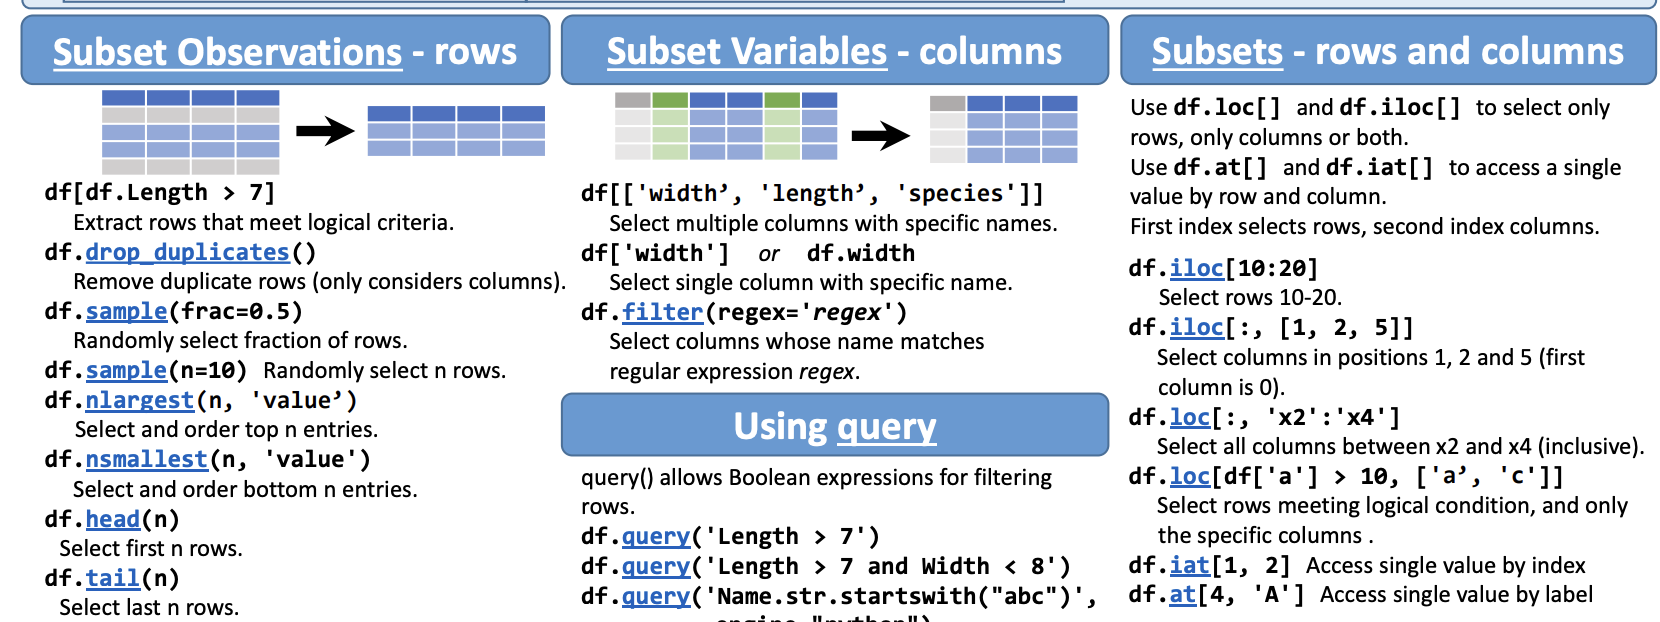 Subset Observations - rows
df[df.Length > 7]
Extract rows that meet logical criteria.
df.drop_duplicates()
Remove duplicate rows (only considers columns).
df.sample(frac=0.5)
Randomly select fraction of rows.
df.sample(n=10) Randomly select n rows.
df.nlargest(n, 'value’)
Select and order top n entries.
df.nsmallest(n, 'value')
Select and order bottom n entries.
df.head(n)
Select first n rows.
df.tail(n)
Select last n rows.
Subset Variables - columns
df[['width’, 'length’, 'species']]
Select multiple columns with specific names.
df['width'] or df.width
Select single column with specific name.
df.filter(regex='regex')
Select columns whose name matches
regular expression regex.
Using query
query() allows Boolean expressions for filtering
rows.
df.query('Length > 7')
df.query('Length > 7 and Width < 8')
df.query('Name.str.startswith("abc")',
engine="python")
Subsets - rows and columns
Use df.loc[] and df.iloc[] to select only
rows, only columns or both.
Use df.at[] and df.iat[] to access a single
value by row and column.
First index selects rows, second index columns.
df.iloc[10:20]
Select rows 10-20.
df.iloc[:, [1, 2, 5]]
Select columns in positions 1, 2 and 5 (first
column is 0).
df.loc[:, 'x2':'x4']
Select all columns between x2 and x4 (inclusive).
df.loc[df['a'] > 10, ['a’, 'c']]
Select rows meeting logical condition, and only
the specific columns .
df.iat[1, 2] Access single value by index
df.at[4, 'A'] Access single value by label